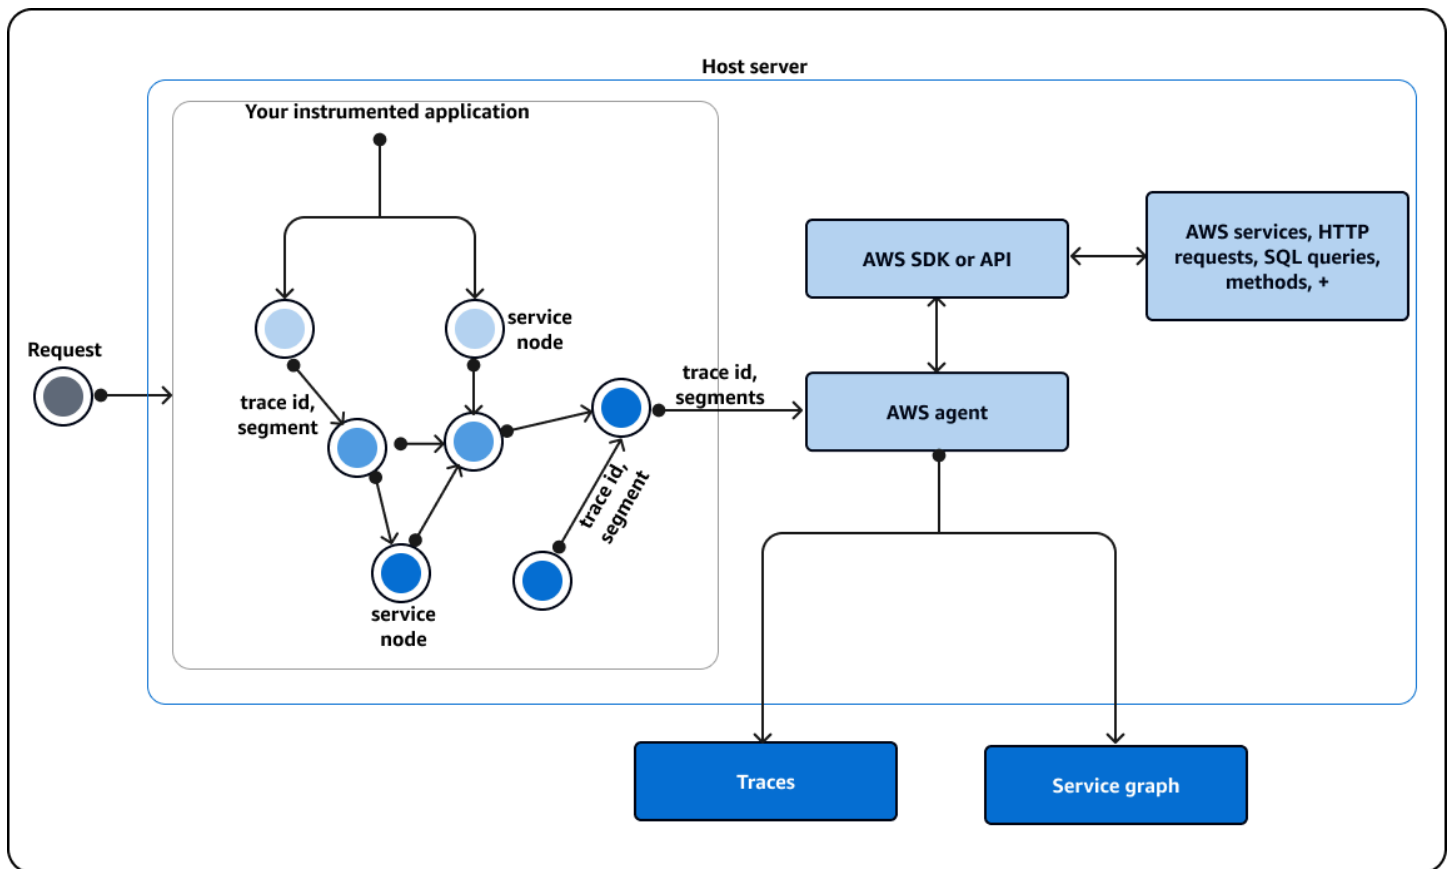 Host server
Your instrumented application
service
node
Request
trace id,
segment
trace id,
segment
service
node
trace id,
segments
AWS SDK or API
AWS services, HTTP
requests, SQL queries,
methods, +
AWS agent
Traces
Service graph